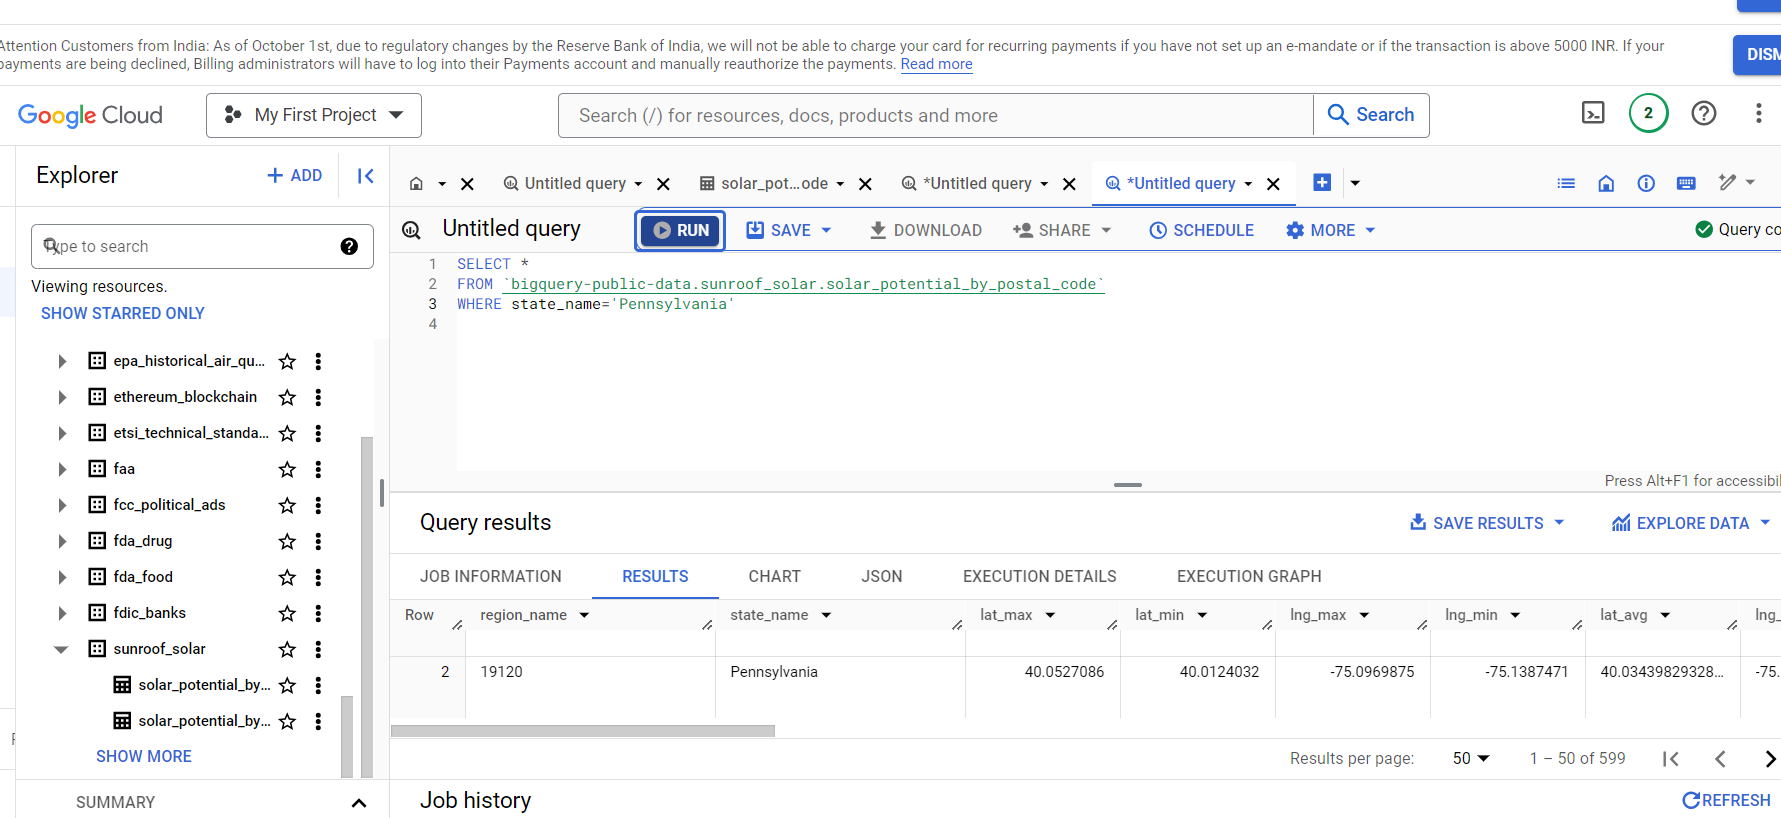 Attention Customers from India: As of October 1st, due to regulatory changes by the Reserve Bank of India, we will not be able to charge your card for recurring payments if you have not set up an e-mandate or if the transaction is above 5000 INR. If your
payments are being declined, Billing administrators will have to log into their Payments account and manually reauthorize the payments. Read more
DISM
Google Cloud
My First Project
Search (/) for resources, docs, products and more
Search
2
Explorer
+ ADD
Untitled query
solar_pot...ode
*Untitled query
*Untitled query
Type to search
Untitled query
RUN
SAVE
DOWNLOAD
SHARE
SCHEDULE
MORE
Query co
Viewing resources.
SHOW STARRED ONLY
1 SELECT *
2 FROM `bigquery-public-data.sunroof_solar.solar_potential_by_postal_code`
3 WHERE state_name='Pennsylvania'
4
epa_historical_air_qu...
ethereum_blockchain
etsi_technical_standa...
faa
fcc_political_ads
fda_drug
fda_food
fdic_banks
sunroof_solar
solar_potential_by...
solar_potential_by...
SHOW MORE
SUMMARY
Press Alt+F1 for accessibil
Query results
SAVE RESULTS
EXPLORE DATA
JOB INFORMATION
RESULTS
CHART
JSON
EXECUTION DETAILS
EXECUTION GRAPH
Row region_name state_name lat_max lat_min lng_max lng_min lat_avg lng_
2 19120 Pennsylvania 40.0527086 40.0124032 -75.0969875 -75.1387471 40.03439829328... -75.
Results per page: 50 1 – 50 of 599
Job history
REFRESH